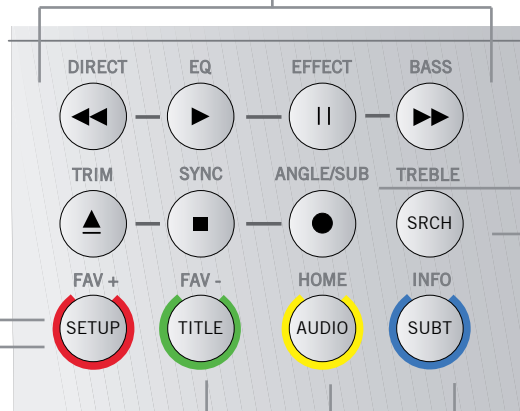 DIRECT EQ EFFECT BASS
TRIM SYNC ANGLE/SUB TREBLE
SRCH
FAV + FAV - HOME INFO
SETUP TITLE AUDIO SUBT